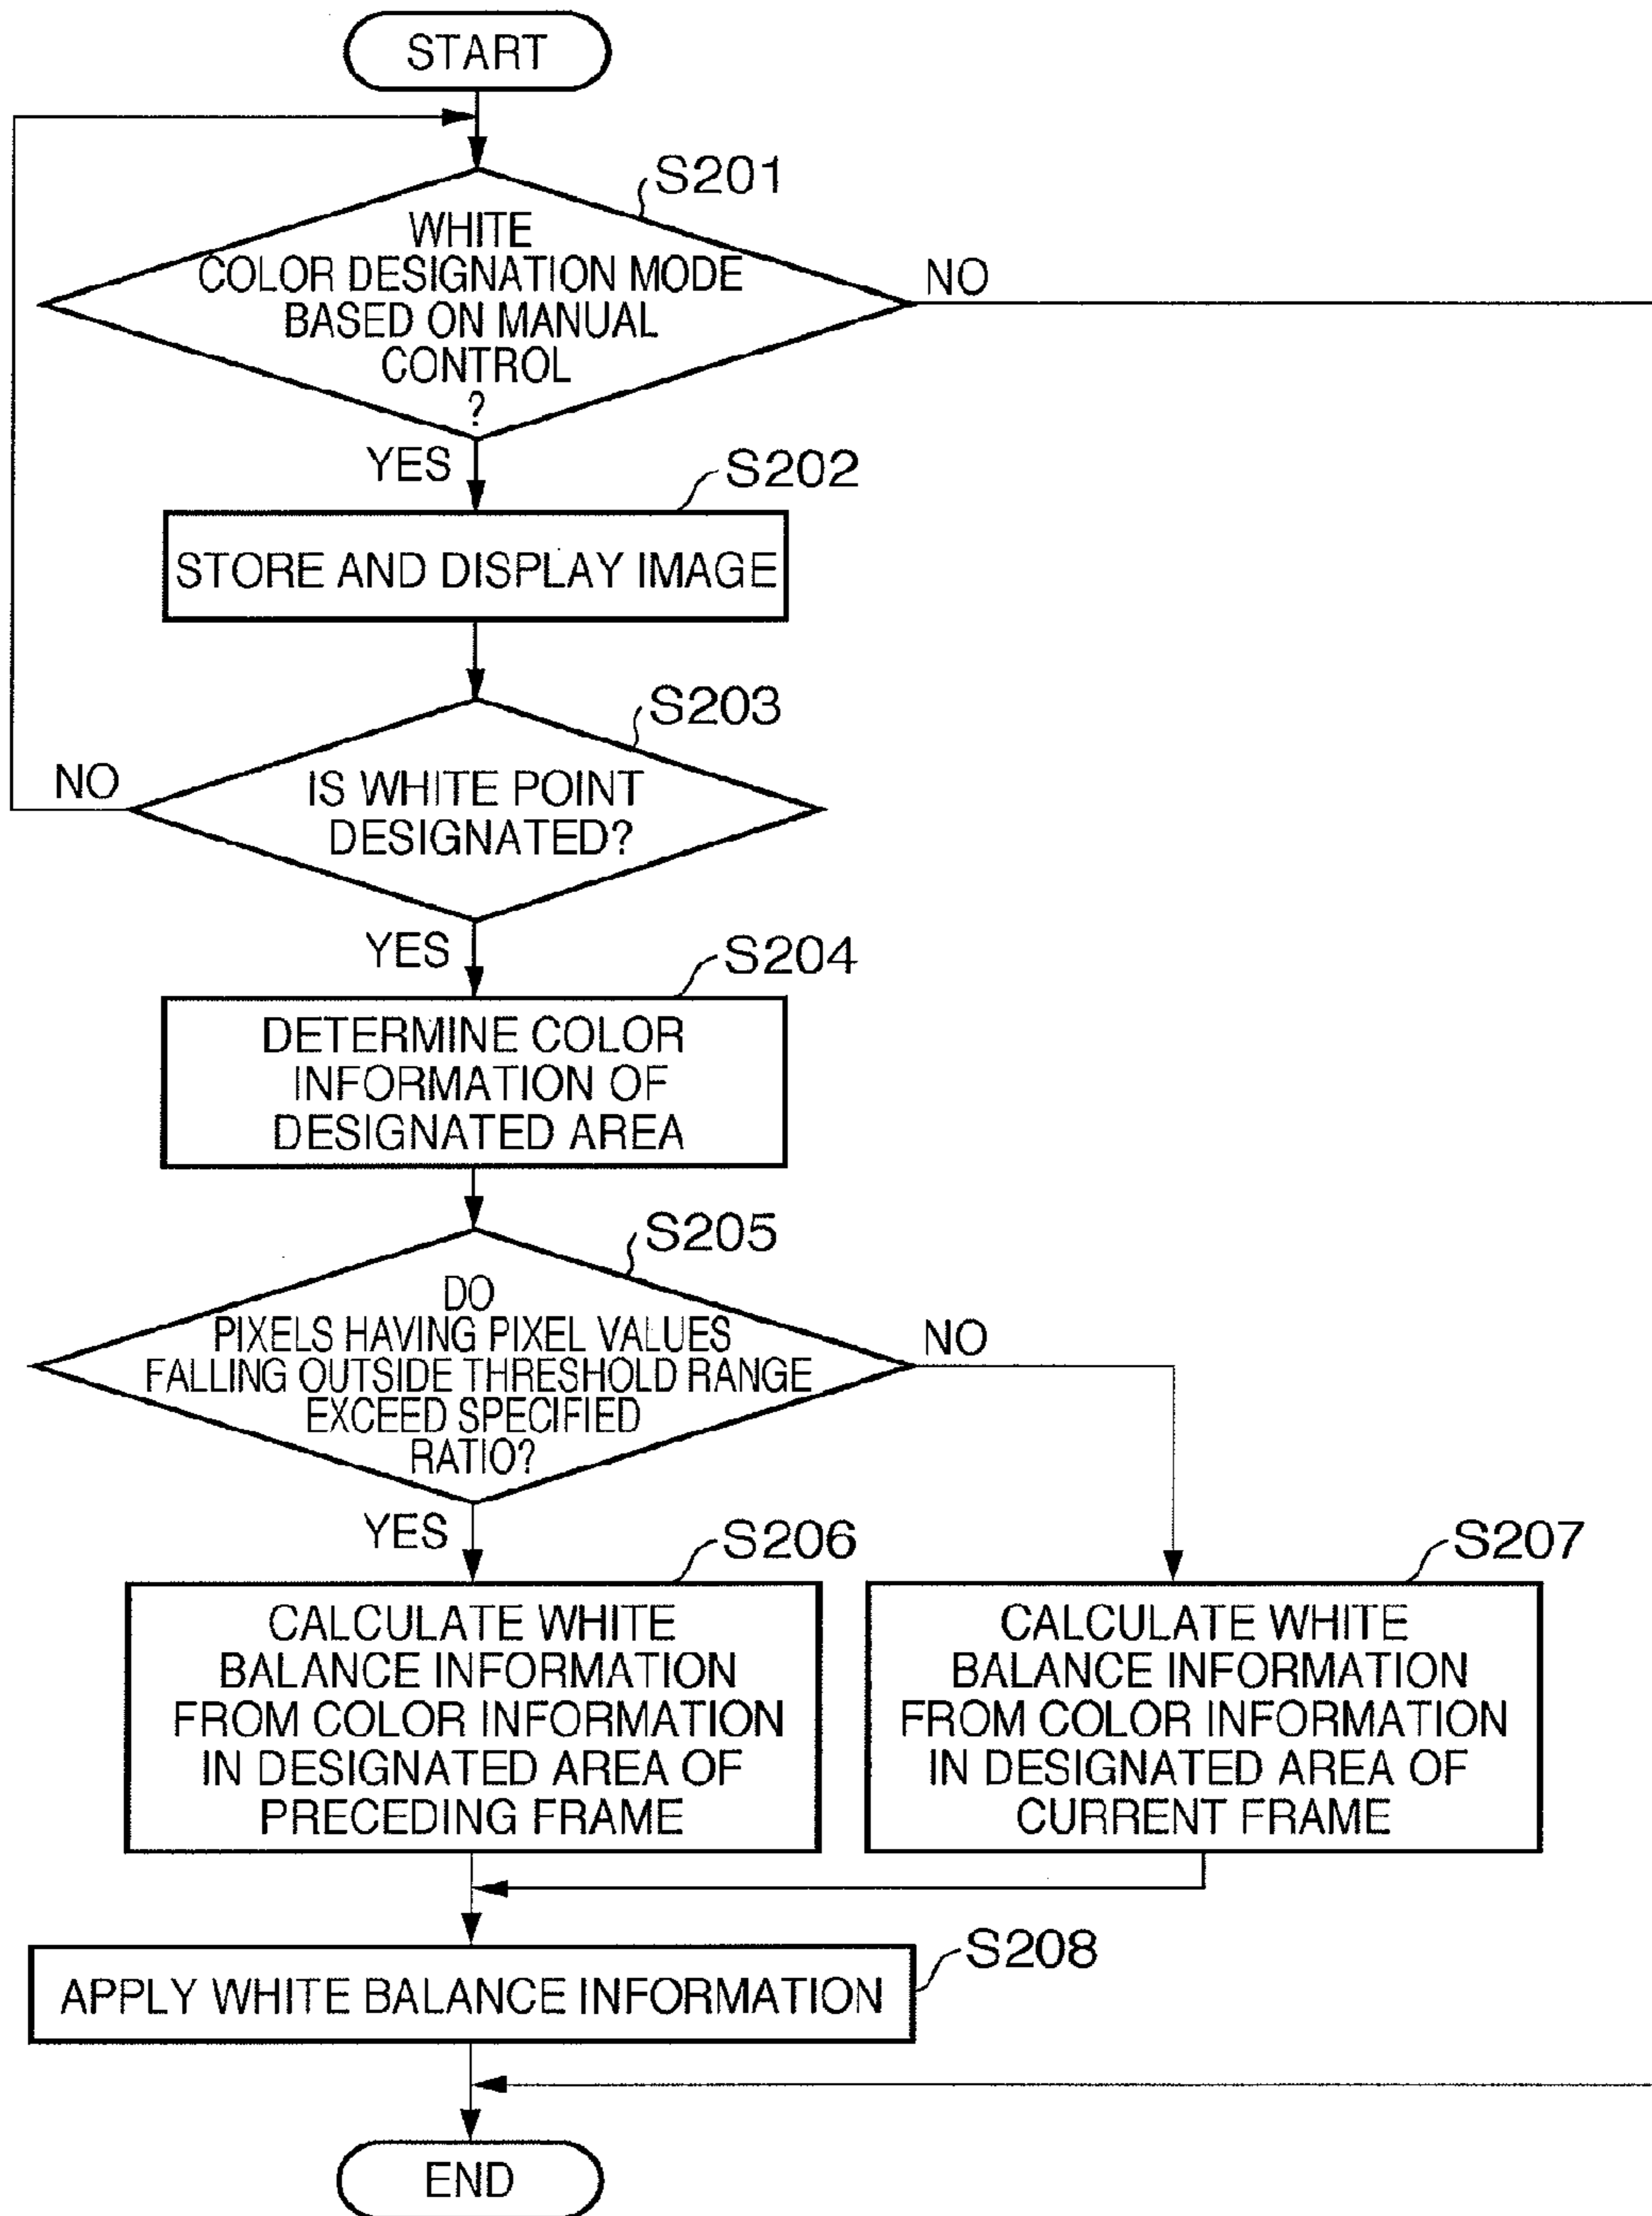 START
S201
WHITE
COLOR DESIGNATION MODE
BASED ON MANUAL
CONTROL
?
NO
YES
S202
STORE AND DISPLAY IMAGE
S203
IS WHITE POINT
DESIGNATED?
NO
YES
S204
DETERMINE COLOR
INFORMATION OF
DESIGNATED AREA
S205
DO
PIXELS HAVING PIXEL VALUES
FALLING OUTSIDE THRESHOLD RANGE
EXCEED SPECIFIED
RATIO?
NO
YES
S206
CALCULATE WHITE
BALANCE INFORMATION
FROM COLOR INFORMATION
IN DESIGNATED AREA OF
PRECEDING FRAME
S207
CALCULATE WHITE
BALANCE INFORMATION
FROM COLOR INFORMATION
IN DESIGNATED AREA OF
CURRENT FRAME
S208
APPLY WHITE BALANCE INFORMATION
END